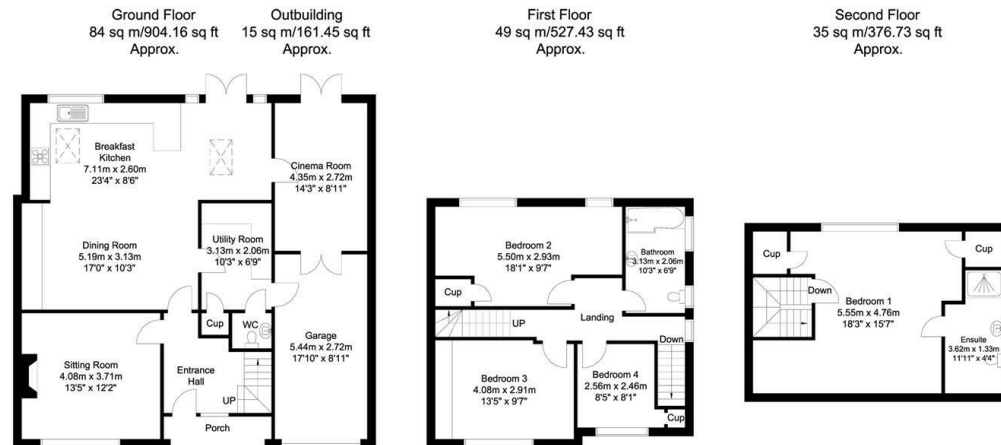 Ground Floor
84 sq m/904.16 sq ft
Approx.
Outbuilding
15 sq m/161.45 sq ft
Approx.
First Floor
49 sq m/527.43 sq ft
Approx.
Second Floor
35 sq m/376.73 sq ft
Approx.
Breakfast
Kitchen
7.11m x 2.60m
23'4" x 8'6"
Cinema Room
4.35m x 2.72m
14'3" x 8'11"
Dining Room
5.19m x 3.13m
17'0" x 10'3"
Utility Room
3.13m x 2.06m
10'3" x 6'9"
Cup
WC
Garage
5.44m x 2.72m
17'10" x 8'11"
Sitting Room
4.08m x 3.71m
13'5" x 12'2"
Entrance
Hall
UP
Porch
Bedroom 2
5.50m x 2.93m
18'1" x 9'7"
Bathroom
3.13m x 2.06m
10'3" x 6'9"
Cup
UP
Landing
Down
Bedroom 3
4.08m x 2.91m
13'5" x 9'7"
Bedroom 4
2.56m x 2.46m
8'5" x 8'1"
Cup
Cup
Cup
Down
Bedroom 1
5.55m x 4.76m
18'3" x 15'7"
Ensuite
3.62m x 1.33m
11'11" x 4'4"